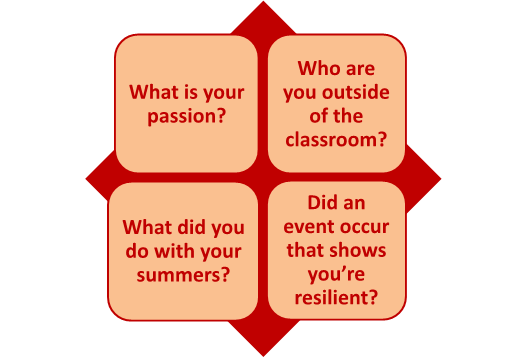 What is your
passion?
Who are
you outside
of the
classroom?
What did you
do with your
summers?
Did an
event occur
that shows
you’re
resilient?